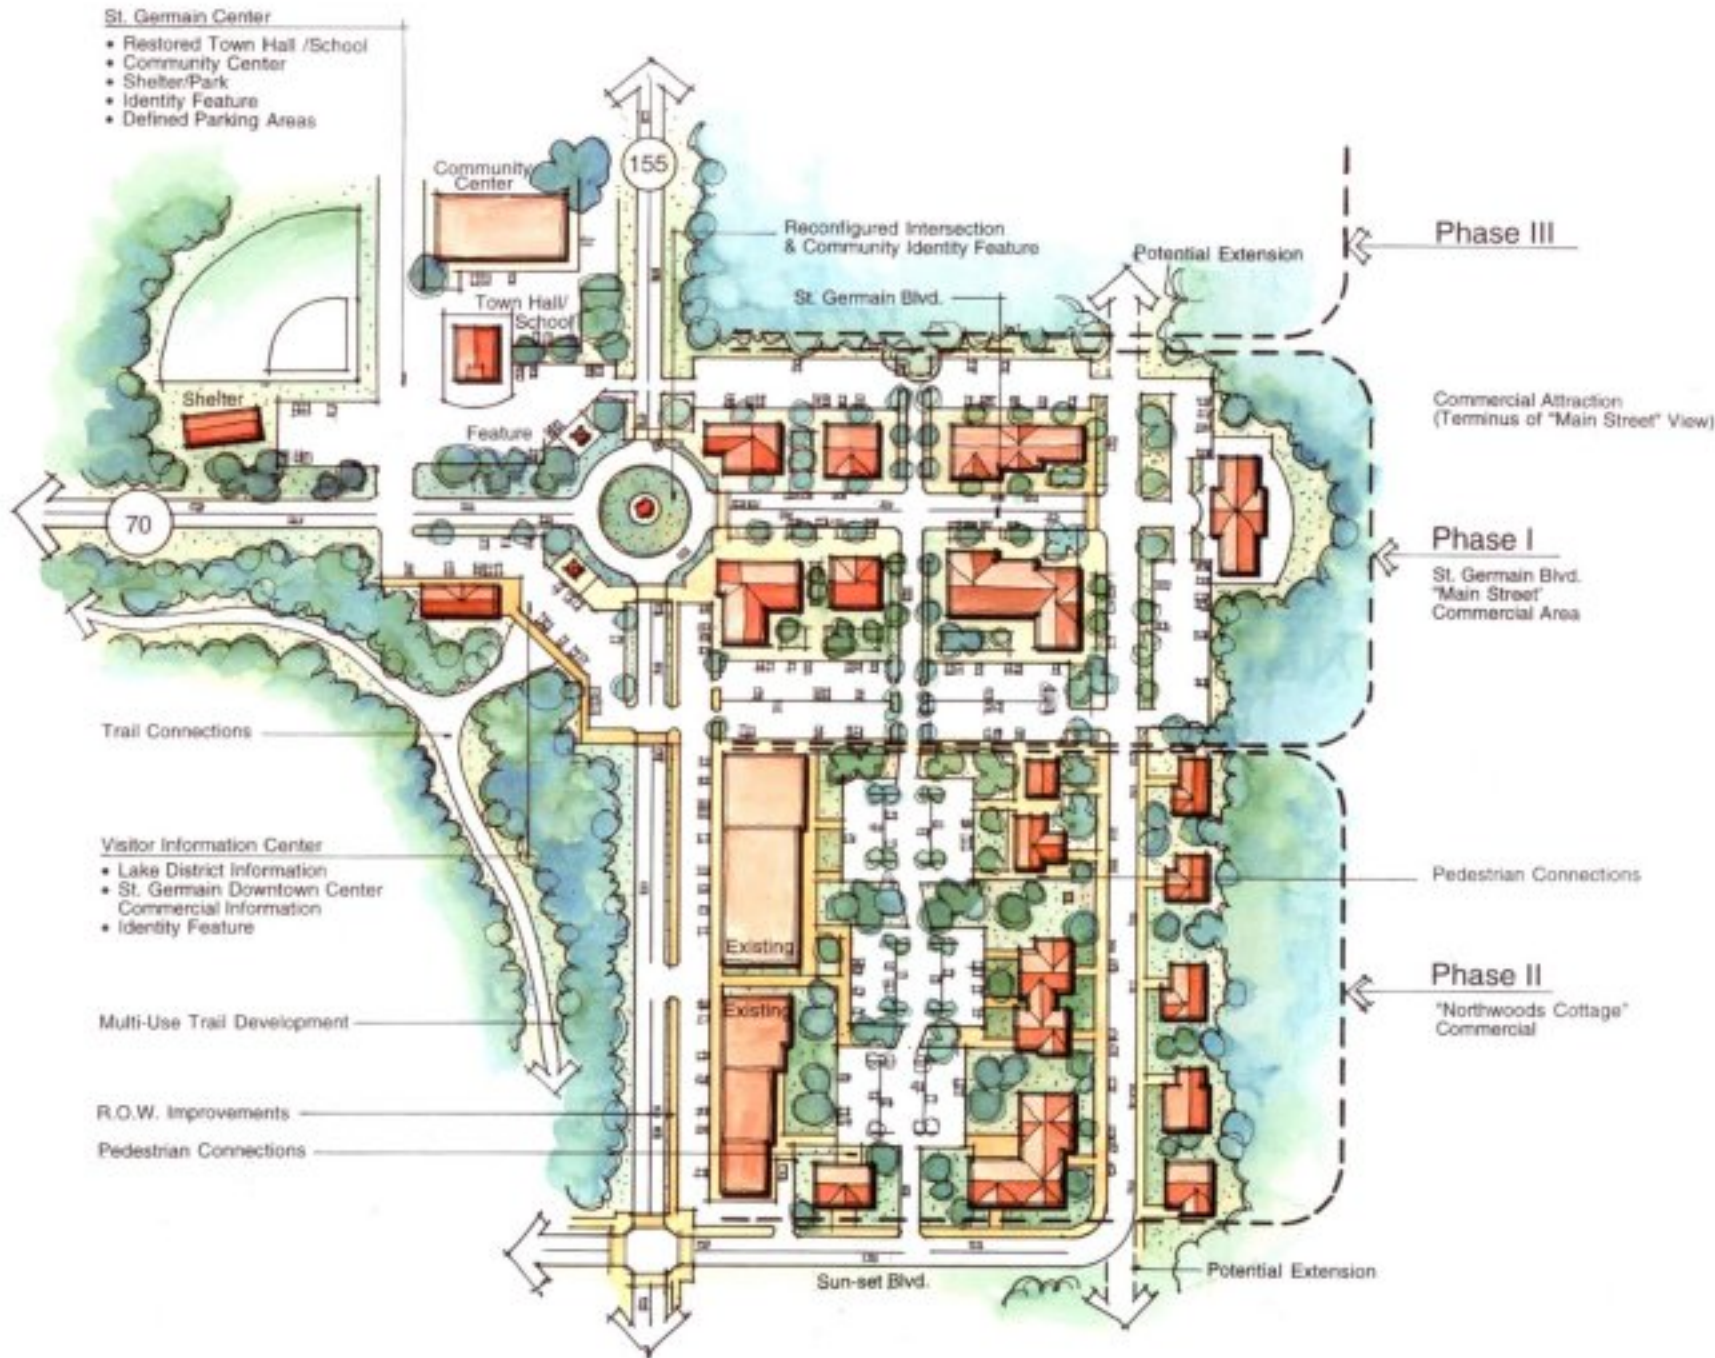 St. Germain Center
• Restored Town Hall /School
• Community Center
• Shelter/Park
• Identity Feature
• Defined Parking Areas
155
Community
Center
Reconfigured Intersection
& Community Identity Feature
Potential Extension
Phase III
Town Hall/
School
St. Germain Blvd.
Shelter
Feature
Commercial Attraction
(Terminus of "Main Street" View)
70
Phase I
St. Germain Blvd.
"Main Street"
Commercial Area
Trail Connections
Visitor Information Center
• Lake District Information
• St. Germain Downtown Center
Commercial Information
• Identity Feature
Pedestrian Connections
Existing
Phase II
"Northwoods Cottage"
Commercial
Existing
Multi-Use Trail Development
R.O.W. Improvements
Pedestrian Connections
Sun-set Blvd.
Potential Extension